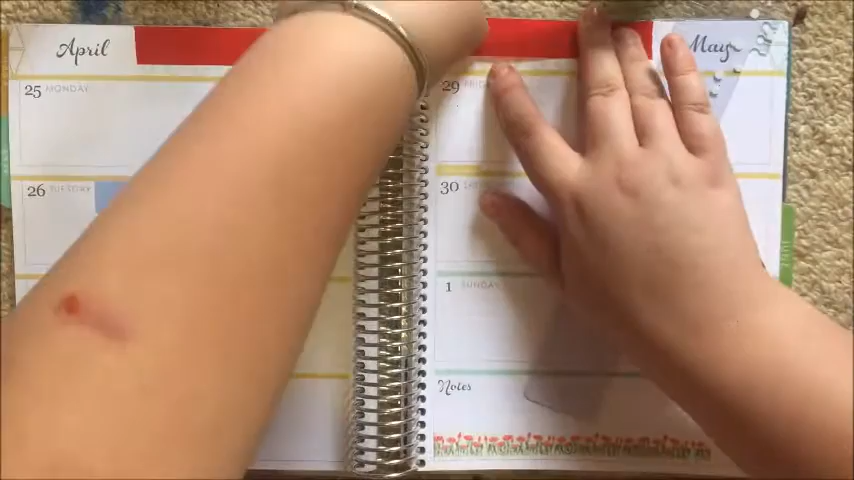 April
May
25 MONDAY
29
26 TUESDAY
30
1 SUNDAY
Notes